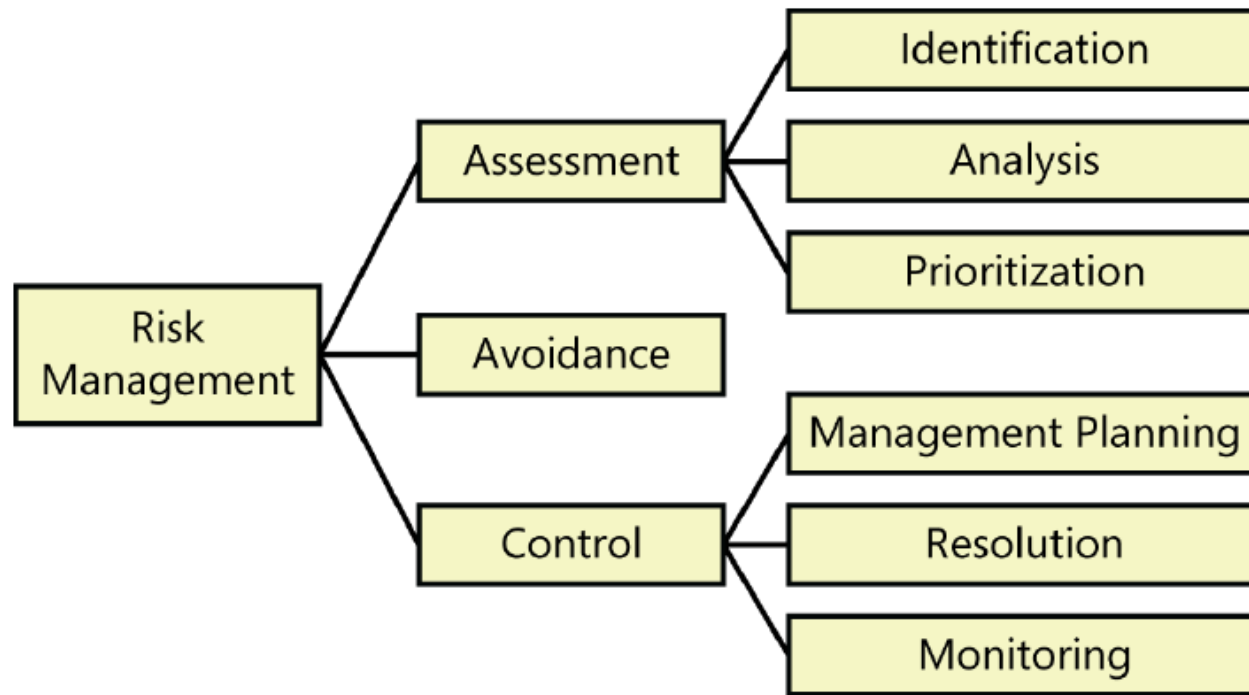 Risk
Management
Assessment
Identification
Analysis
Prioritization
Avoidance
Control
Management Planning
Resolution
Monitoring